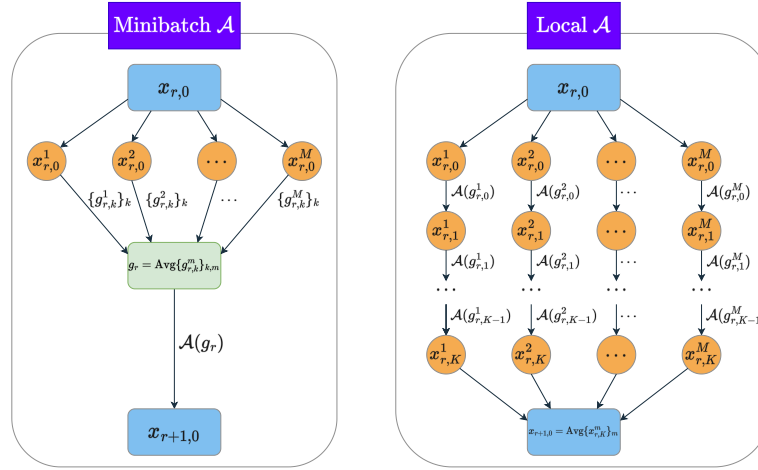 Minibatch 𝒜
x_{r,0}
x^1_{r,0} x^2_{r,0} ⋯ x^M_{r,0}
{g^1_{r,k}}_k {g^2_{r,k}}_k ⋯ {g^M_{r,k}}_k
g_r = Avg{g^m_{r,k}}_{k,m}
𝒜(g_r)
x_{r+1,0}
Local 𝒜
x_{r,0}
x^1_{r,0} x^2_{r,0} ⋯ x^M_{r,0}
𝒜(g^1_{r,0}) 𝒜(g^2_{r,0}) ⋯ 𝒜(g^M_{r,0})
x^1_{r,1} x^2_{r,1} ⋯ x^M_{r,1}
𝒜(g^1_{r,1}) 𝒜(g^2_{r,1}) ⋯ 𝒜(g^M_{r,1})
⋯ ⋯ ⋯ ⋯
𝒜(g^1_{r,K−1}) 𝒜(g^2_{r,K−1}) ⋯ 𝒜(g^M_{r,K−1})
x^1_{r,K} x^2_{r,K} ⋯ x^M_{r,K}
x_{r+1,0} = Avg{x^m_{r,K}}_m